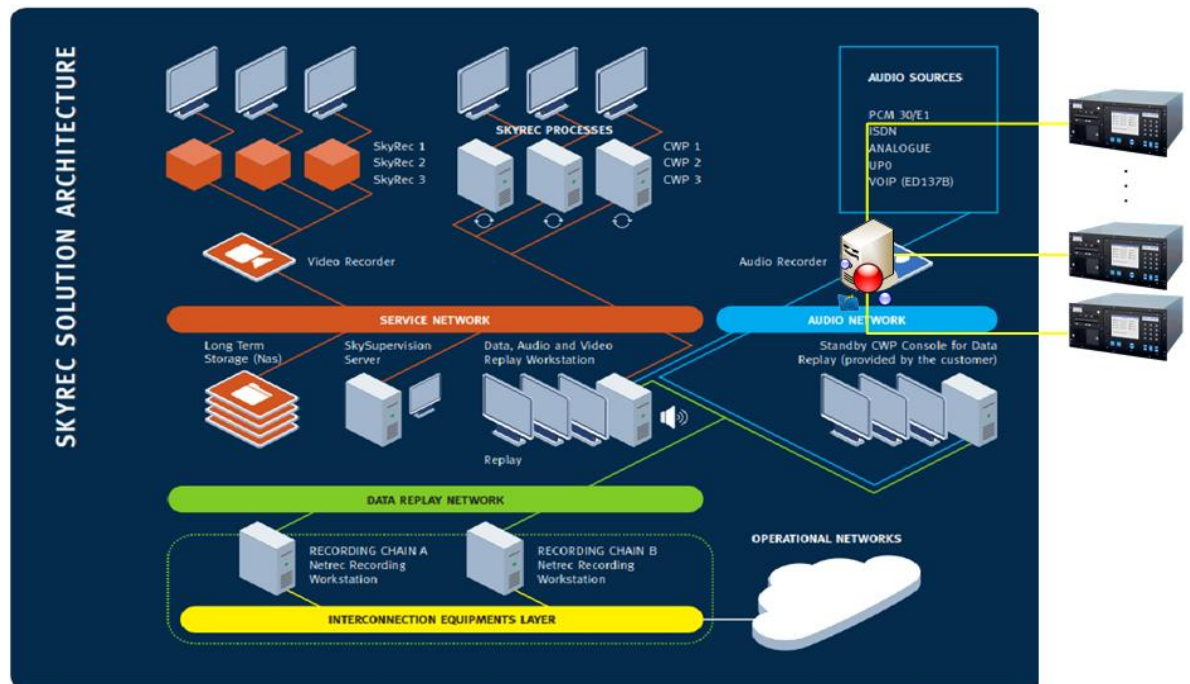 SKYREC SOLUTION ARCHITECTURE
SKYREC PROCESSES
SkyRec 1
SkyRec 2
SkyRec 3
CWP 1
CWP 2
CWP 3
AUDIO SOURCES
PCM 30/E1
ISDN
ANALOGUE
UP0
VOIP (ED137B)
Video Recorder
Audio Recorder
SERVICE NETWORK
AUDIO NETWORK
Long Term
Storage (Nas)
SkySupervision
Server
Data, Audio and Video
Replay Workstation
Standby CWP Console for Data
Replay (provided by the customer)
Replay
DATA REPLAY NETWORK
RECORDING CHAIN A
Netrec Recording
Workstation
RECORDING CHAIN B
Netrec Recording
Workstation
OPERATIONAL NETWORKS
INTERCONNECTION EQUIPMENTS LAYER